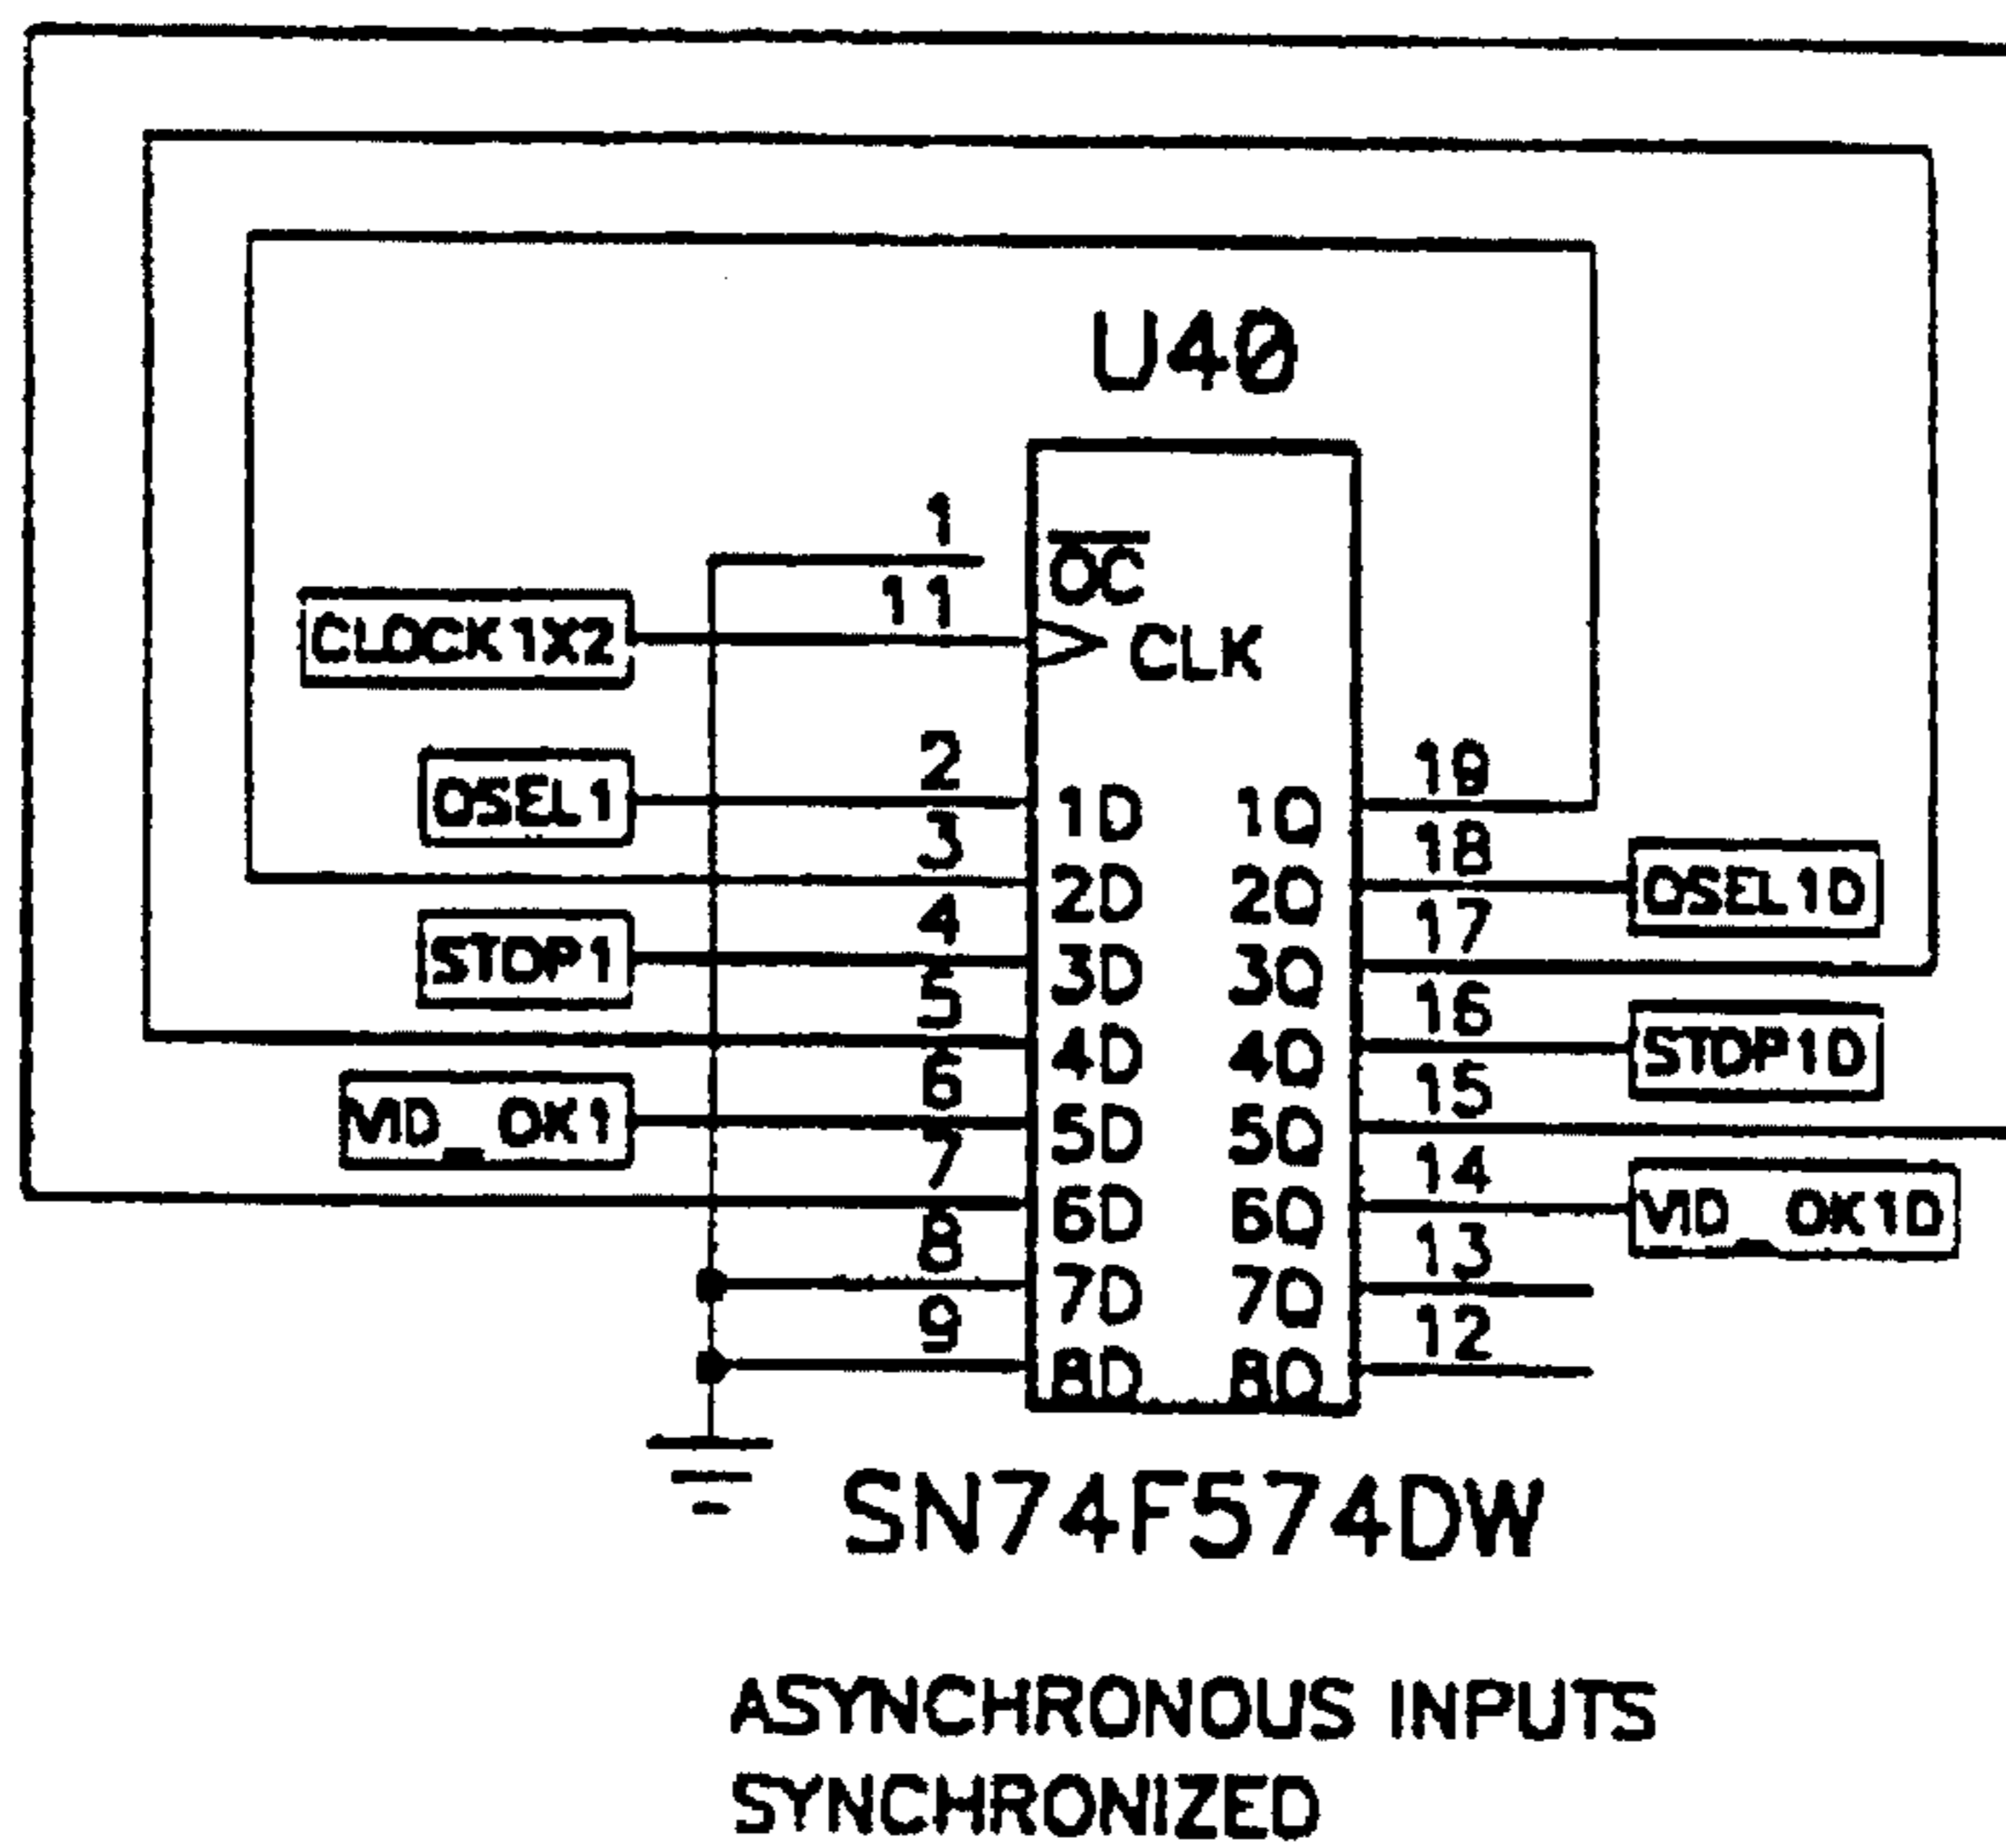 U40
1
OC
11
CLOCK1X2
CLK
2
19
OSEL1
1D 1Q
3
18
2D 2Q
OSEL1D
4
17
STOP1
3D 3Q
5
16
4D 4Q
STOP1D
6
15
VID_OK1
5D 5Q
7
14
6D 6Q
VID_OK1D
8
13
7D 7Q
9
12
8D 8Q
SN74F574DW
ASYNCHRONOUS INPUTS
SYNCHRONIZED